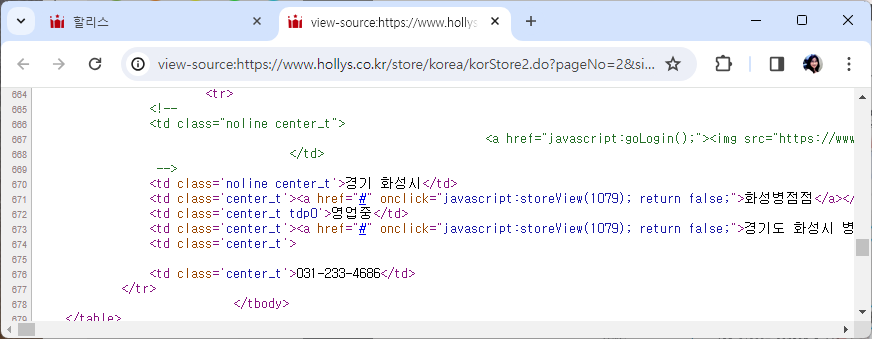 할리스
view-source:https://www.hollys
view-source:https://www.hollys.co.kr/store/korea/korStore2.do?pageNo=2&si...
664 <tr>
665 <!--
666 <td class="noline center_t">
667 <a href="javascript:goLogin();"><img src="https://www
668 </td>
669 -->
670 <td class='noline center_t'>경기 화성시</td>
671 <td class='center_t'><a href="#" onclick="javascript:storeView(1079); return false;">화성병점점</a></
672 <td class='center_t tdp0'>영업중</td>
673 <td class='center_t'><a href="#" onclick="javascript:storeView(1079); return false;">경기도 화성시 병
674 <td class='center_t'>
675
676 <td class='center_t'>031-233-4686</td>
677 </tr>
678 </tbody>
679 </table>